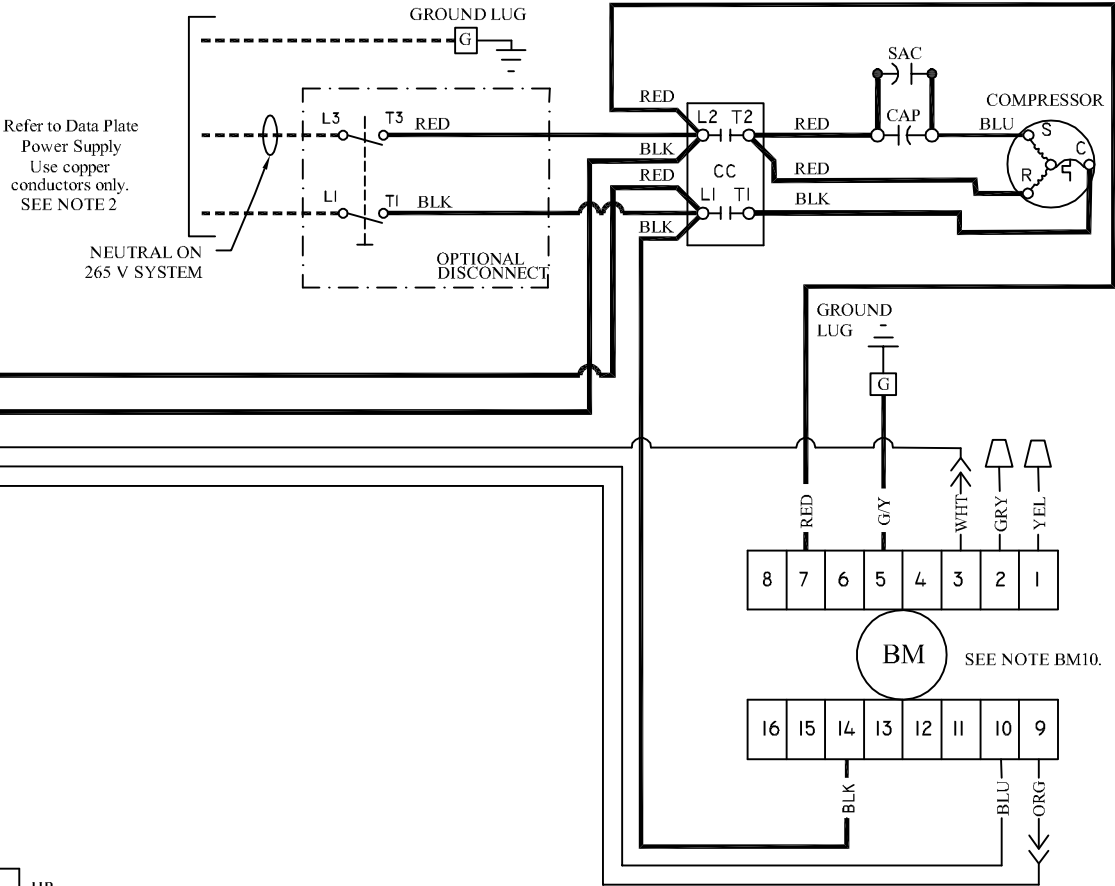 GROUND LUG
G
SAC
RED
COMPRESSOR
L3
T3
RED
L2
T2
RED
CAP
BLU
S
C
Refer to Data Plate
Power Supply
Use copper
conductors only.
SEE NOTE 2
BLK
RED
CC
RED
R
L1
T1
BLK
L1
T1
BLK
BLK
NEUTRAL ON
265 V SYSTEM
OPTIONAL
DISCONNECT
GROUND
LUG
G
RED
G/Y
WHT
GRY
YEL
8 7 6 5 4 3 2 1
BM
SEE NOTE BM10.
16 15 14 13 12 11 10 9
BLK
BLU
ORG